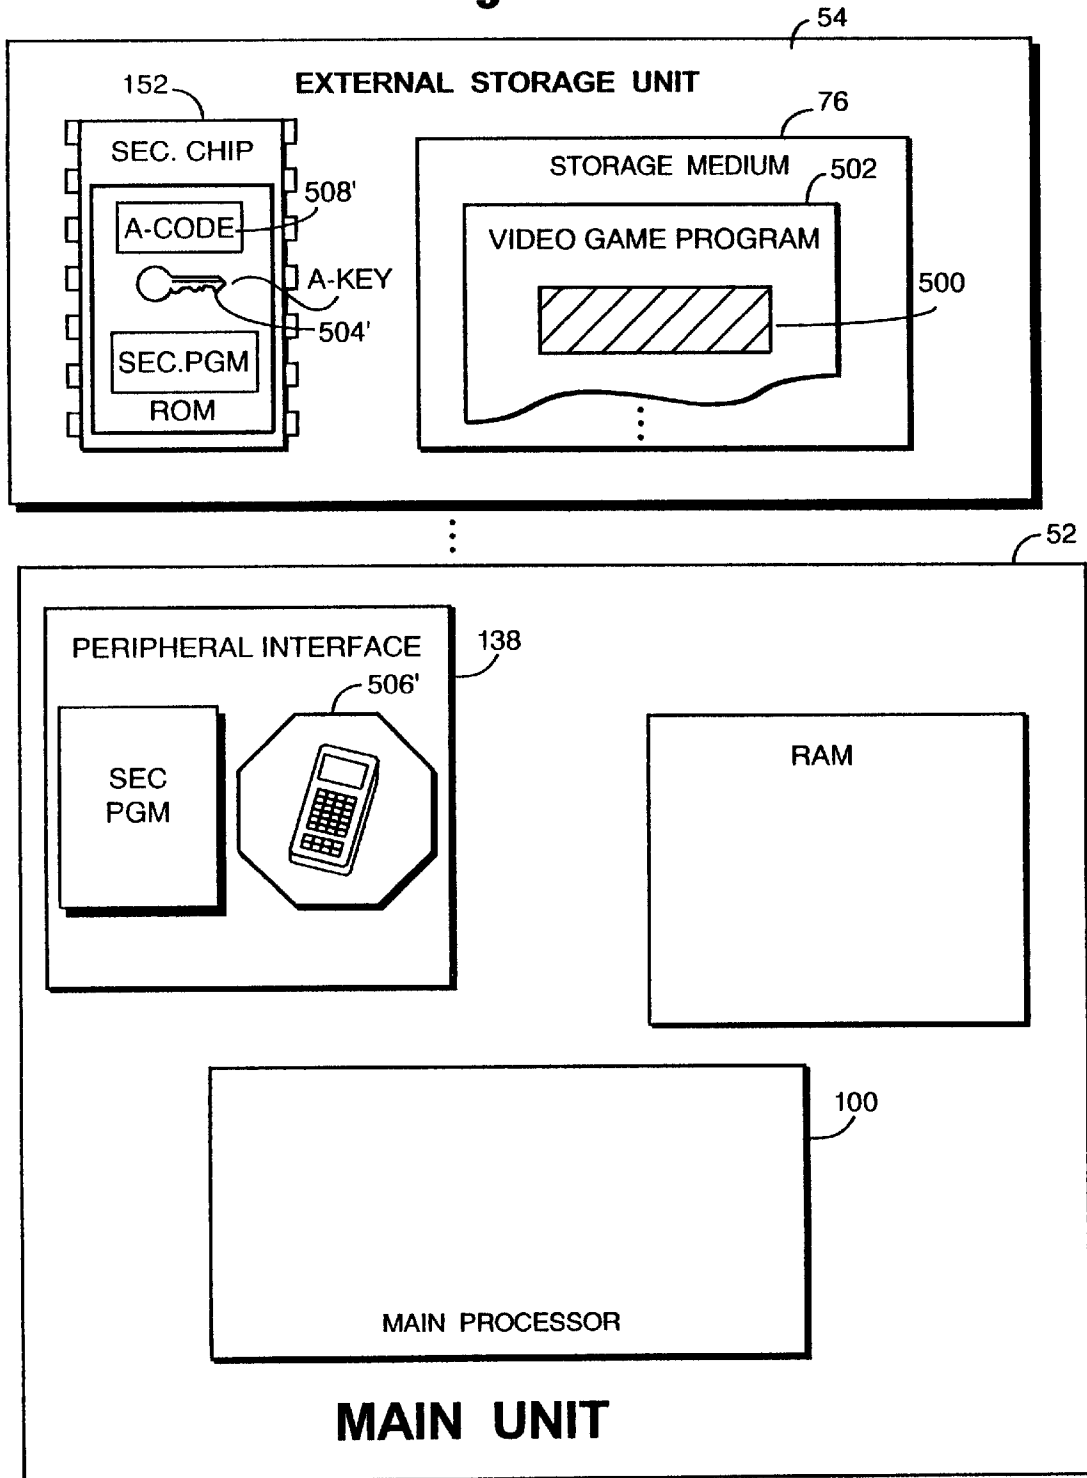 54
EXTERNAL STORAGE UNIT
152
76
SEC. CHIP
STORAGE MEDIUM
502
508'
A-CODE
VIDEO GAME PROGRAM
A-KEY
500
504'
SEC.PGM
ROM
52
PERIPHERAL INTERFACE
138
506'
SEC
PGM
RAM
100
MAIN PROCESSOR
MAIN UNIT